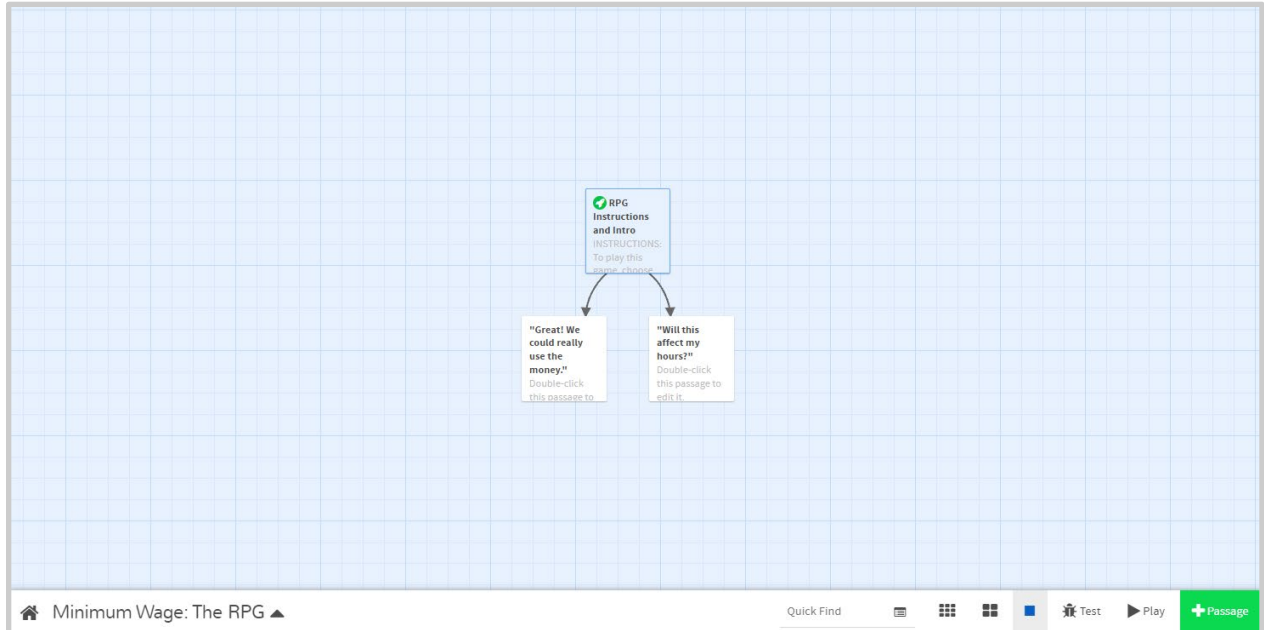 RPG
Instructions
and Intro
INSTRUCTIONS:
To play this
game, choose
"Great! We
could really
use the
money."
Double-click
this passage to
"Will this
affect my
hours?"
Double-click
this passage to
edit it.
Minimum Wage: The RPG
Quick Find
Test
Play
Passage